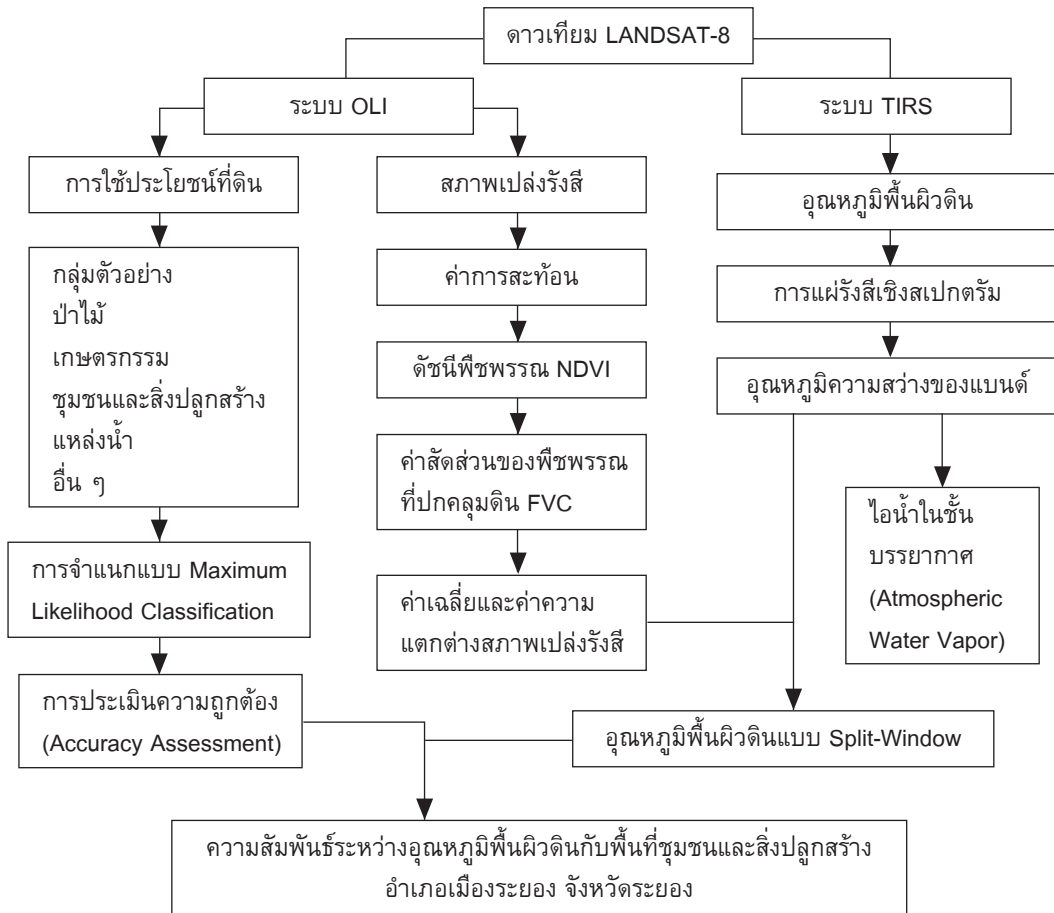 ดาวเทียม LANDSAT-8
ระบบ OLI
ระบบ TIRS
การใช้ประโยชน์ที่ดิน
สภาพเปล่งรังสี
อุณหภูมิพื้นผิวดิน
กลุ่มตัวอย่าง
ป่าไม้
เกษตรกรรม
ชุมชนและสิ่งปลูกสร้าง
แหล่งน้ำ
อื่น ๆ
ค่าการสะท้อน
การแผ่รังสีเชิงสเปกตรัม
ดัชนีพืชพรรณ NDVI
อุณหภูมิความสว่างของแบนด์
ค่าสัดส่วนของพืชพรรณ
ที่ปกคลุมดิน FVC
ไอน้ำในชั้น
บรรยากาศ
(Atmospheric
Water Vapor)
การจำแนกแบบ Maximum
Likelihood Classification
ค่าเฉลี่ยและค่าความ
แตกต่างสภาพเปล่งรังสี
การประเมินความถูกต้อง
(Accuracy Assessment)
อุณหภูมิพื้นผิวดินแบบ Split-Window
ความสัมพันธ์ระหว่างอุณหภูมิพื้นผิวดินกับพื้นที่ชุมชนและสิ่งปลูกสร้าง
อำเภอเมืองระยอง จังหวัดระยอง